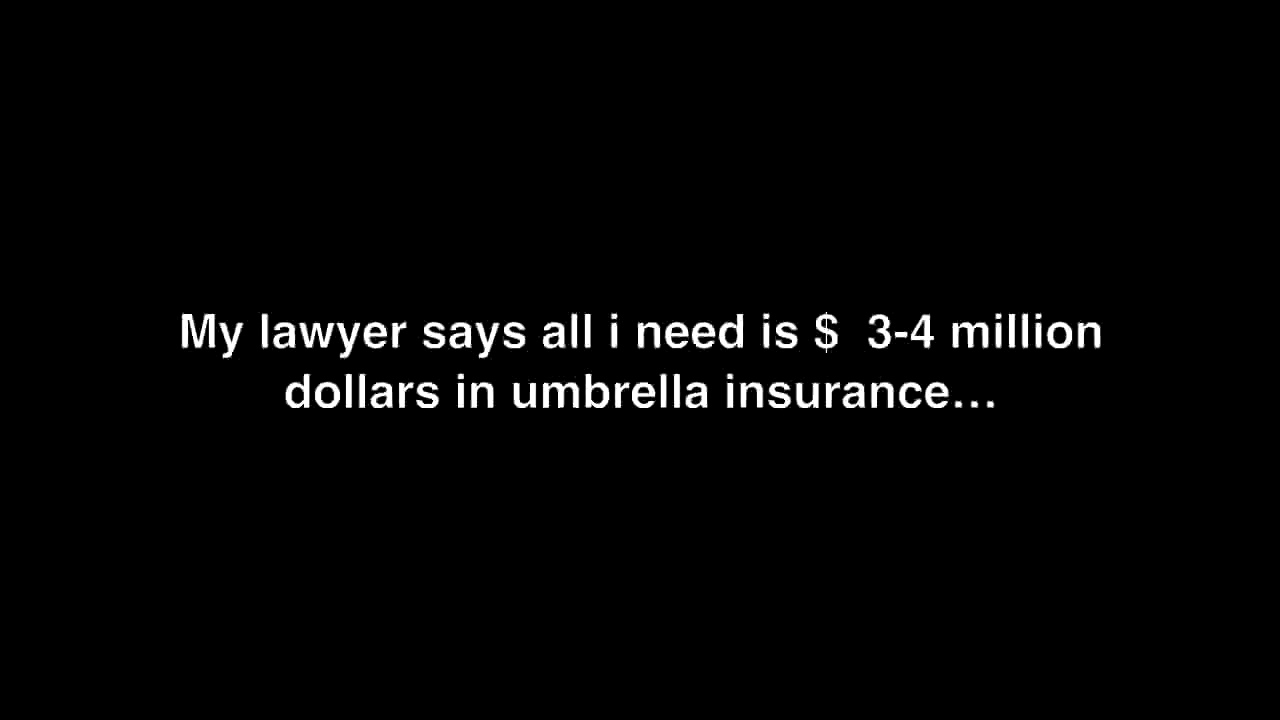 My lawyer says all i need is $  3-4 million
dollars in umbrella insurance…